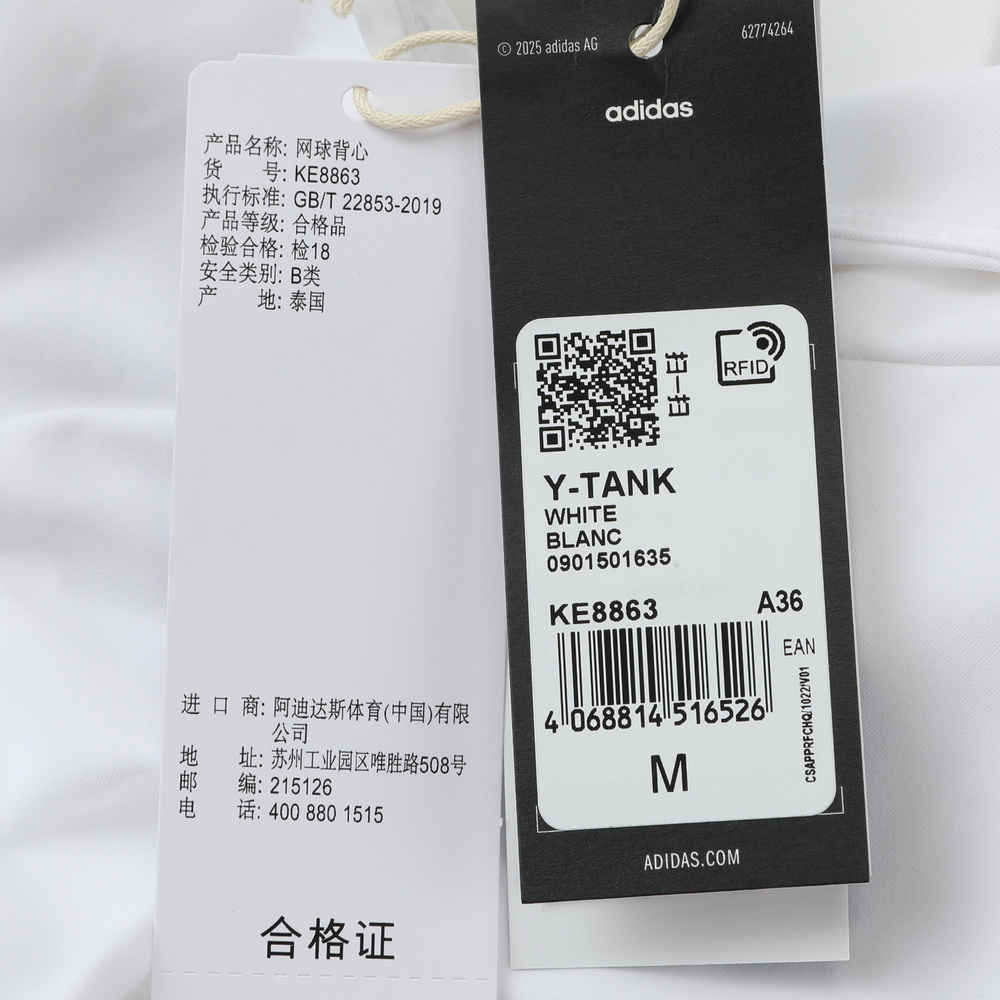 产品名称: 网球背心
货 号: KE8863
执行标准: GB/T 22853-2019
产品等级: 合格品
检验合格: 检18
安全类别: B类
产 地: 泰国
进 口 商: 阿迪达斯体育(中国)有限
公司
地 址: 苏州工业园区唯胜路508号
邮 编: 215126
电 话: 400 880 1515
合格证
© 2025 adidas AG
62774264
adidas
扫一扫
RFID
Y-TANK
WHITE
BLANC
0901501635
KE8863 A36
EAN
4 068814 516526
CSAPPRFCHQ/1022/V01
M
ADIDAS.COM